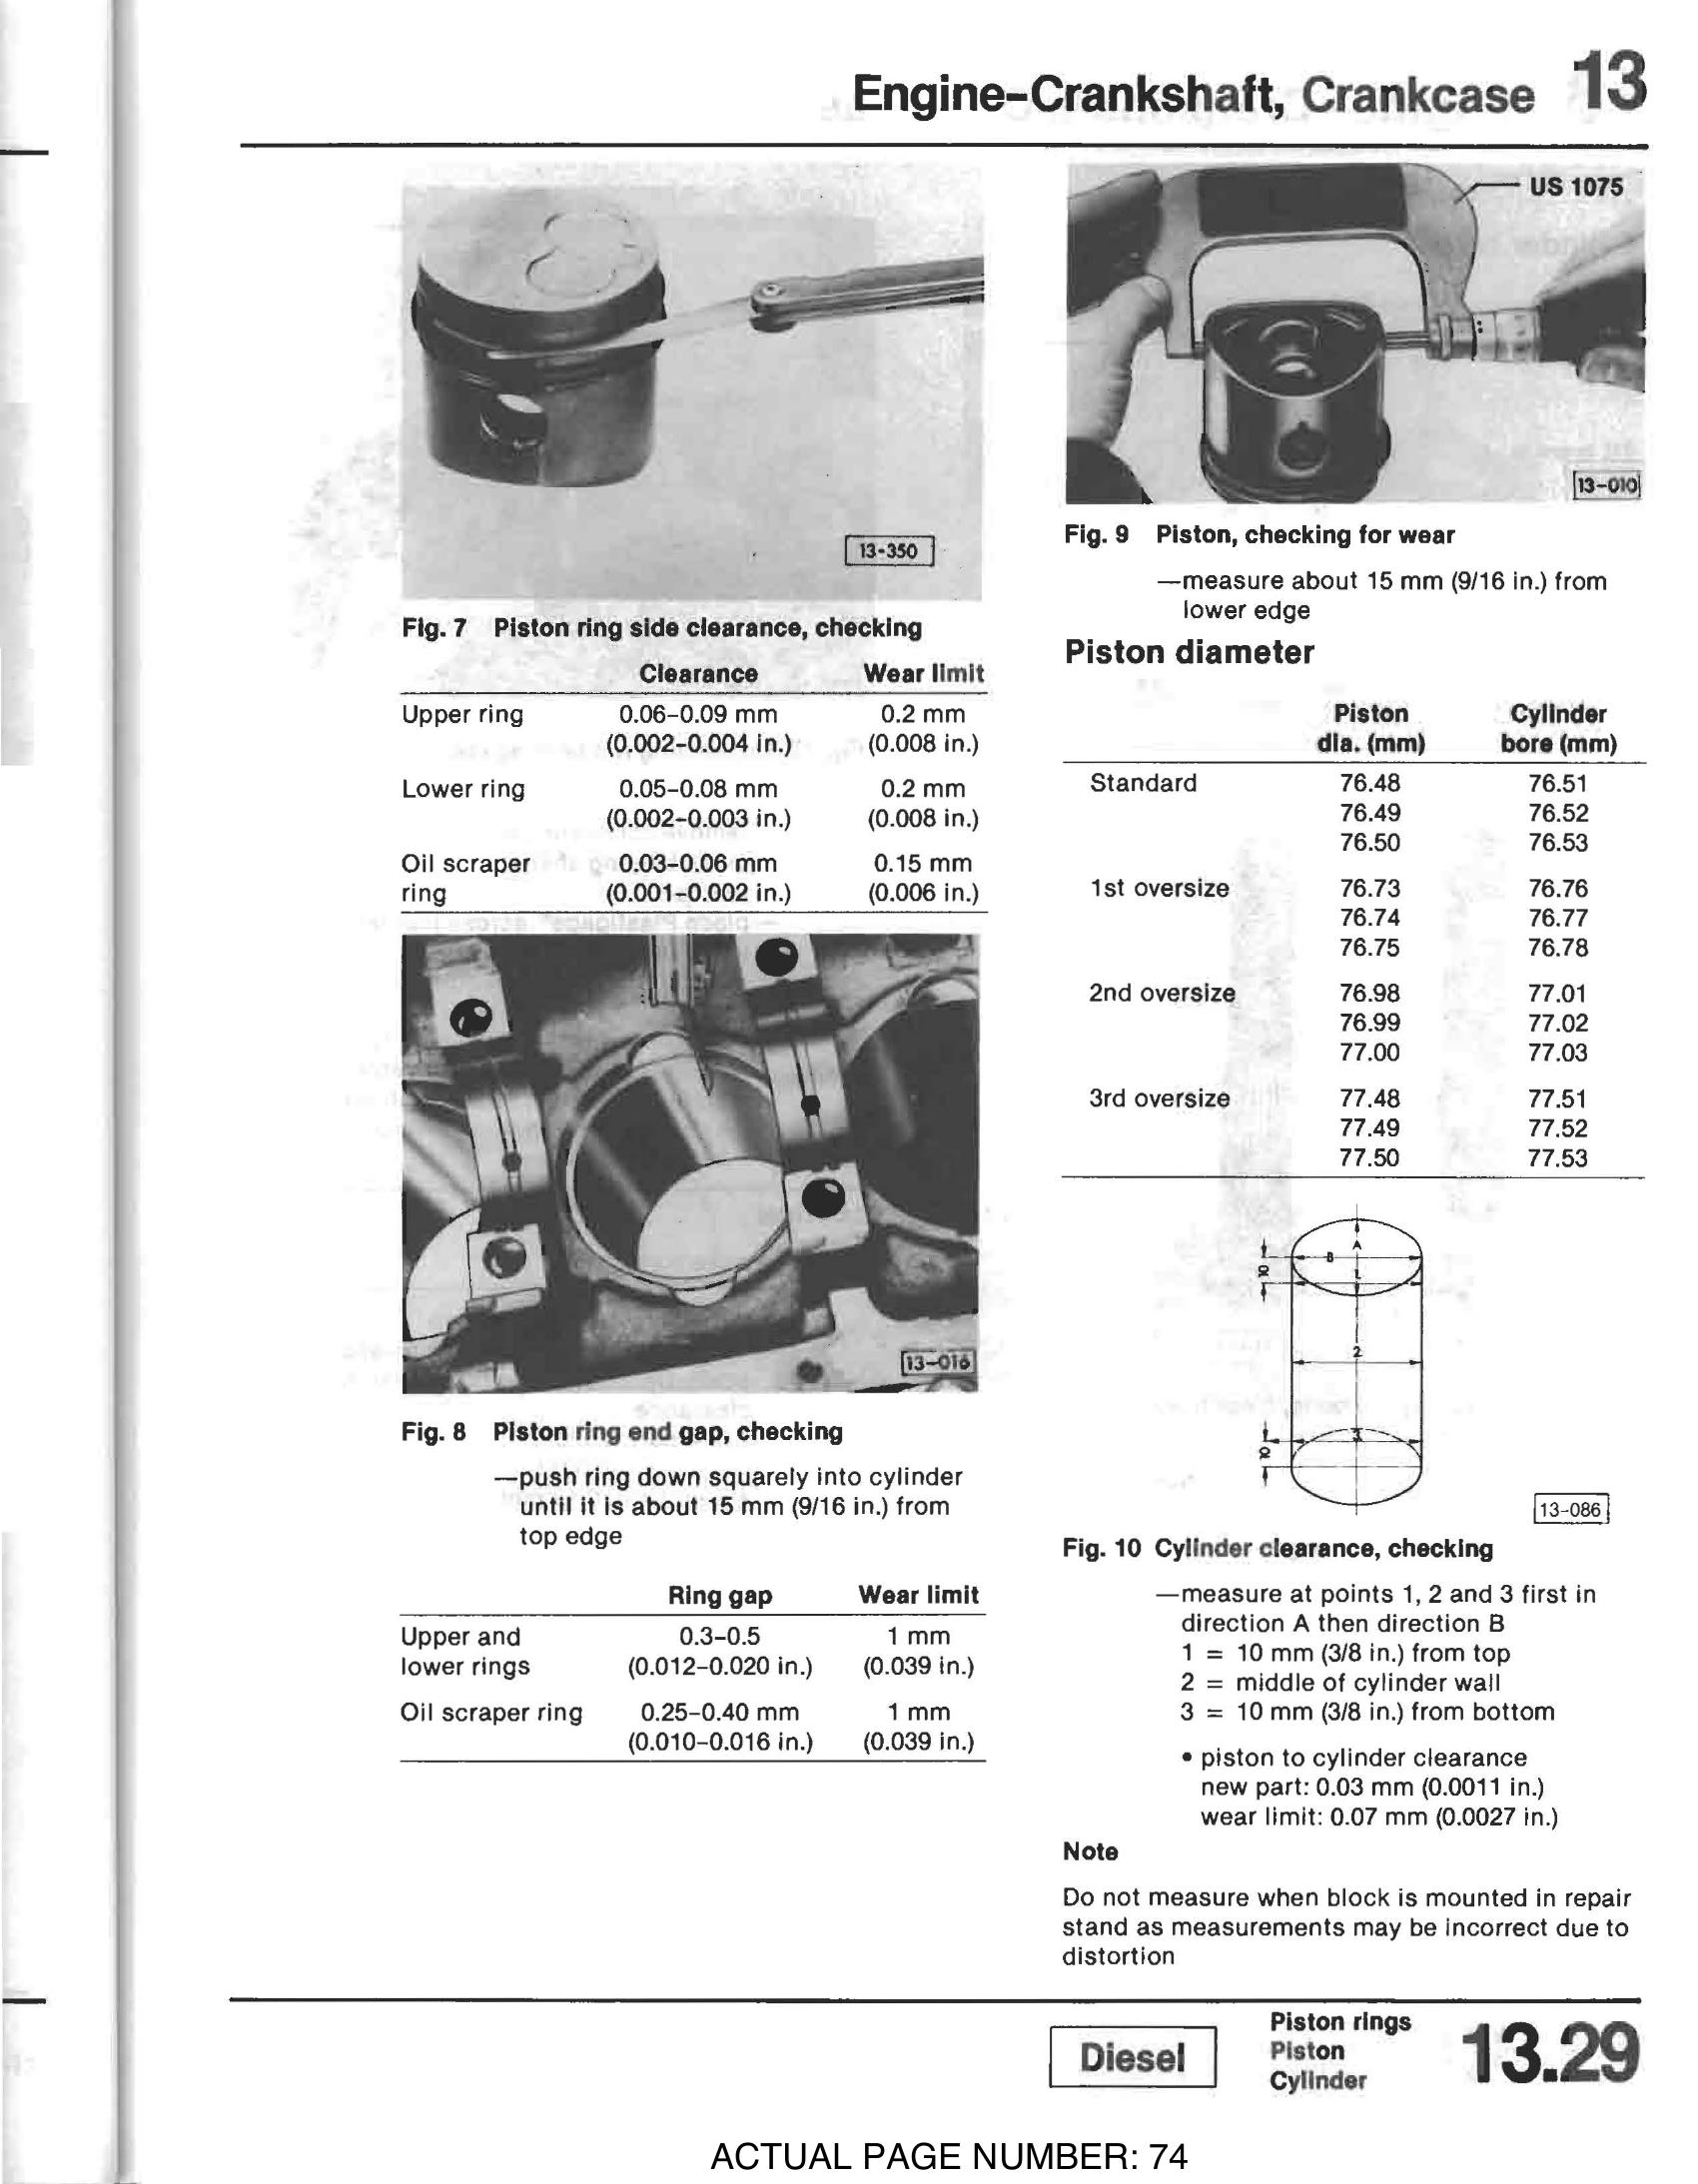 Engine-Crankshaft, Crankcase 13
13-350
Fig. 7 Piston ring side clearance, checking
Clearance Wear limit
Upper ring 0.06-0.09 mm 0.2 mm
(0.002-0.004 in.) (0.008 in.)
Lower ring 0.05-0.08 mm 0.2 mm
(0.002-0.003 in.) (0.008 in.)
Oil scraper 0.03-0.06 mm 0.15 mm
ring (0.001-0.002 in.) (0.006 in.)
13-016
Fig. 8 Piston ring end gap, checking
—push ring down squarely into cylinder
until it is about 15 mm (9/16 in.) from
top edge
Ring gap Wear limit
Upper and 0.3-0.5 1 mm
lower rings (0.012-0.020 in.) (0.039 in.)
Oil scraper ring 0.25-0.40 mm 1 mm
(0.010-0.016 in.) (0.039 in.)
US 1075
13-010
Fig. 9 Piston, checking for wear
—measure about 15 mm (9/16 in.) from
lower edge
Piston diameter
Piston Cylinder
dia. (mm) bore (mm)
Standard 76.48 76.51
76.49 76.52
76.50 76.53
1st oversize 76.73 76.76
76.74 76.77
76.75 76.78
2nd oversize 76.98 77.01
76.99 77.02
77.00 77.03
3rd oversize 77.48 77.51
77.49 77.52
77.50 77.53
A
B
10
1
2
3
10
13-086
Fig. 10 Cylinder clearance, checking
—measure at points 1, 2 and 3 first in
direction A then direction B
1 = 10 mm (3/8 in.) from top
2 = middle of cylinder wall
3 = 10 mm (3/8 in.) from bottom
• piston to cylinder clearance
new part: 0.03 mm (0.0011 in.)
wear limit: 0.07 mm (0.0027 in.)
Note
Do not measure when block is mounted in repair
stand as measurements may be incorrect due to
distortion
Diesel
Piston rings
Piston
Cylinder
13.29
ACTUAL PAGE NUMBER: 74